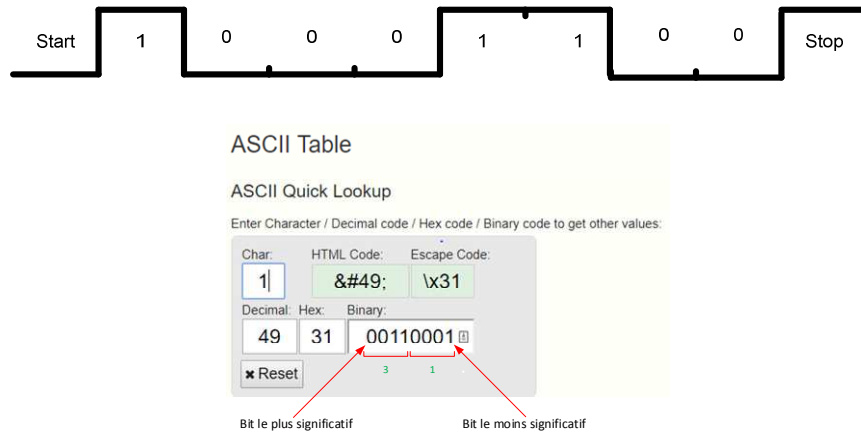 Start 1 0 0 0 1 1 0 0 Stop
ASCII Table
ASCII Quick Lookup
Enter Character / Decimal code / Hex code / Binary code to get other values:
Char: HTML Code: Escape Code:
1 &#49; \x31
Decimal: Hex: Binary:
49 31 00110001
✖ Reset 3 1
Bit le plus significatif Bit le moins significatif